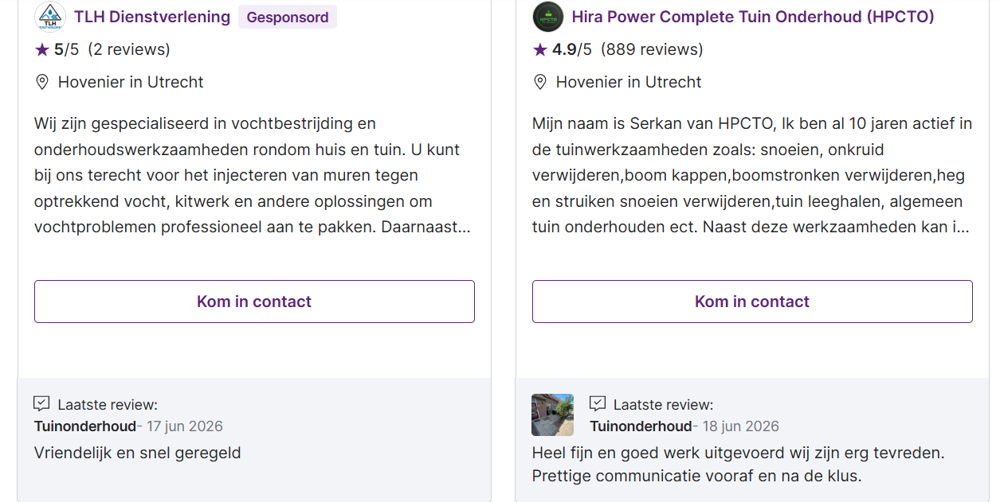 TLH Dienstverlening Gesponsord
5/5 (2 reviews)
Hovenier in Utrecht
Wij zijn gespecialiseerd in vochtbestrijding en
onderhoudswerkzaamheden rondom huis en tuin. U kunt
bij ons terecht voor het injecteren van muren tegen
optrekkend vocht, kitwerk en andere oplossingen om
vochtproblemen professioneel aan te pakken. Daarnaast...
Kom in contact
Laatste review:
Tuinonderhoud- 17 jun 2026
Vriendelijk en snel geregeld
Hira Power Complete Tuin Onderhoud (HPCTO)
4.9/5 (889 reviews)
Hovenier in Utrecht
Mijn naam is Serkan van HPCTO, Ik ben al 10 jaren actief in
de tuinwerkzaamheden zoals: snoeien, onkruid
verwijderen,boom kappen,boomstronken verwijderen,heg
en struiken snoeien verwijderen,tuin leeghalen, algemeen
tuin onderhouden ect. Naast deze werkzaamheden kan i...
Kom in contact
Laatste review:
Tuinonderhoud- 18 jun 2026
Heel fijn en goed werk uitgevoerd wij zijn erg tevreden.
Prettige communicatie vooraf en na de klus.
TLH
HPCTO